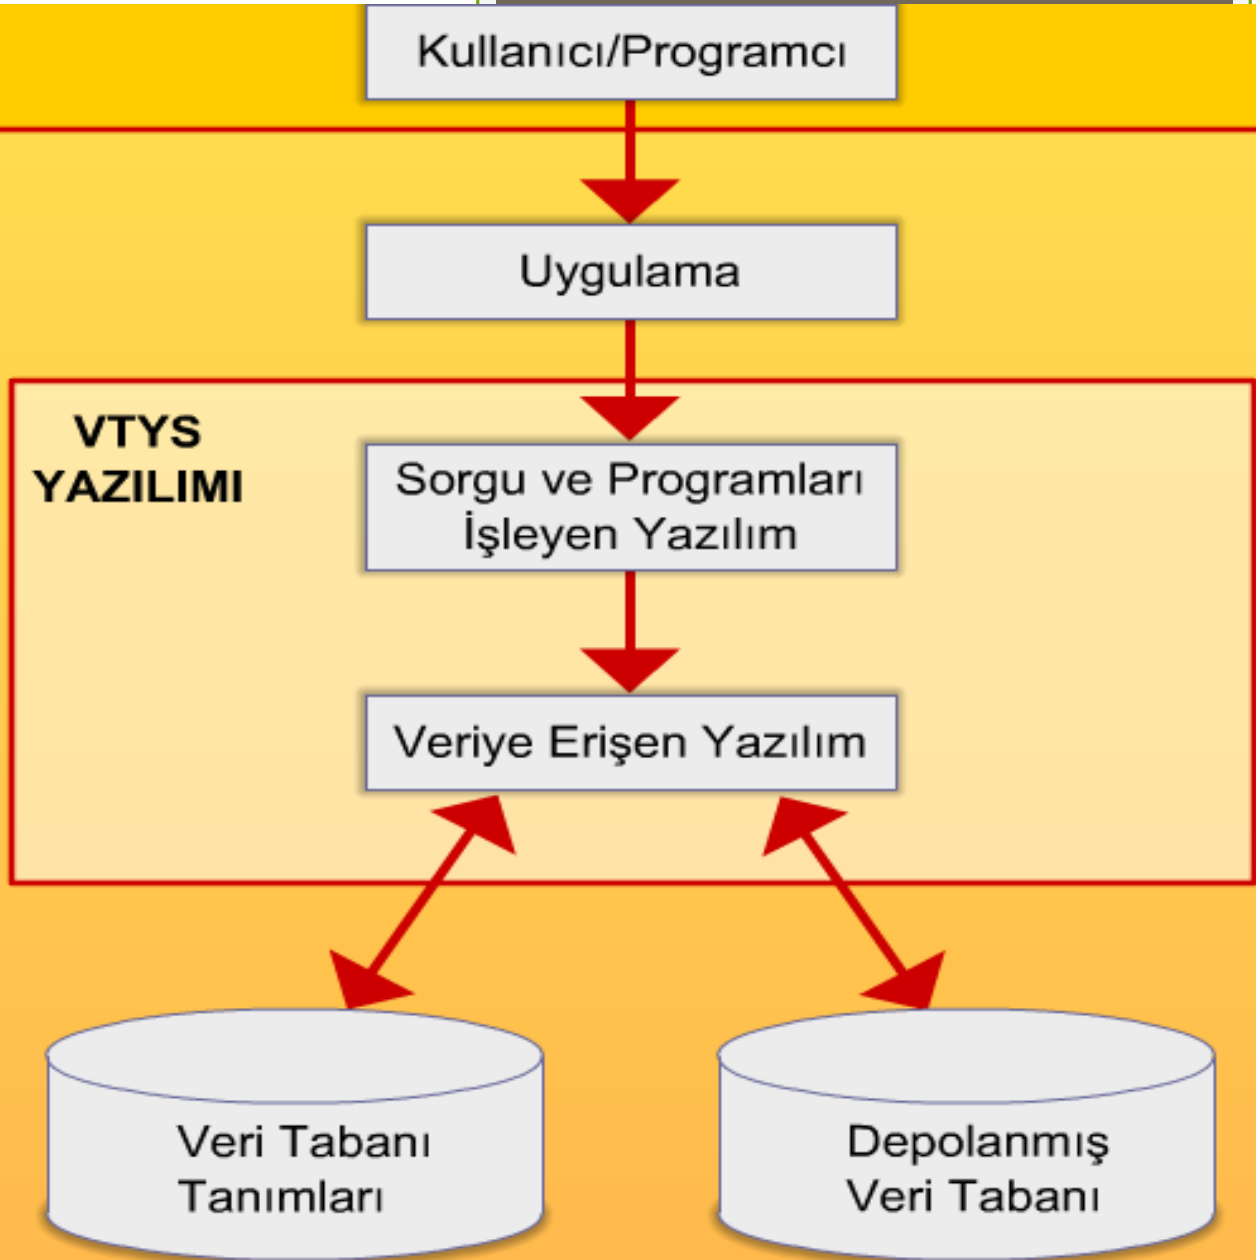 Kullanıcı/Programcı
Uygulama
VTYS
YAZILIMI
Sorgu ve Programları
İşleyen Yazılım
Veriye Erişen Yazılım
Veri Tabanı
Tanımları
Depolanmış
Veri Tabanı